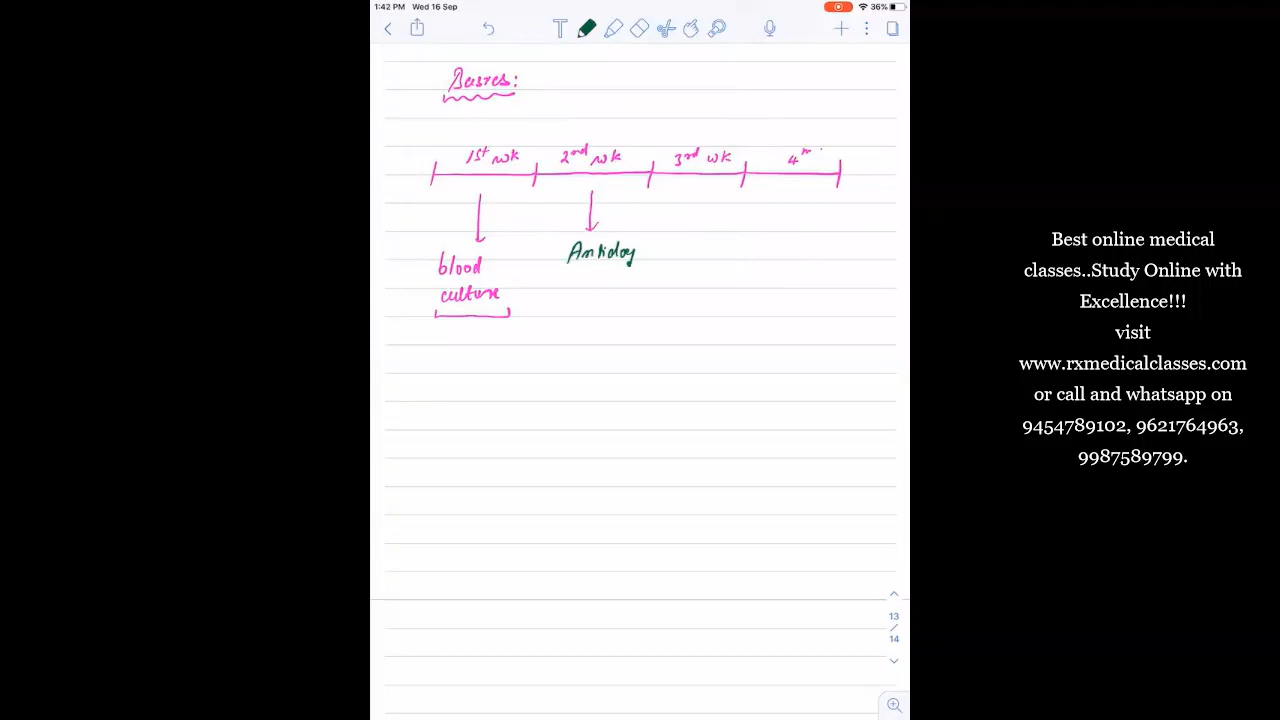 1:42 PM Wed 16 Sep
36%
Basics:
1st wk 2nd wk 3rd wk 4th
blood
culture
Antibody
13
/
14
Best online medical
classes..Study Online with
Excellence!!!
visit
www.rxmedicalclasses.com
or call and whatsapp on
9454789102, 9621764963,
9987589799.